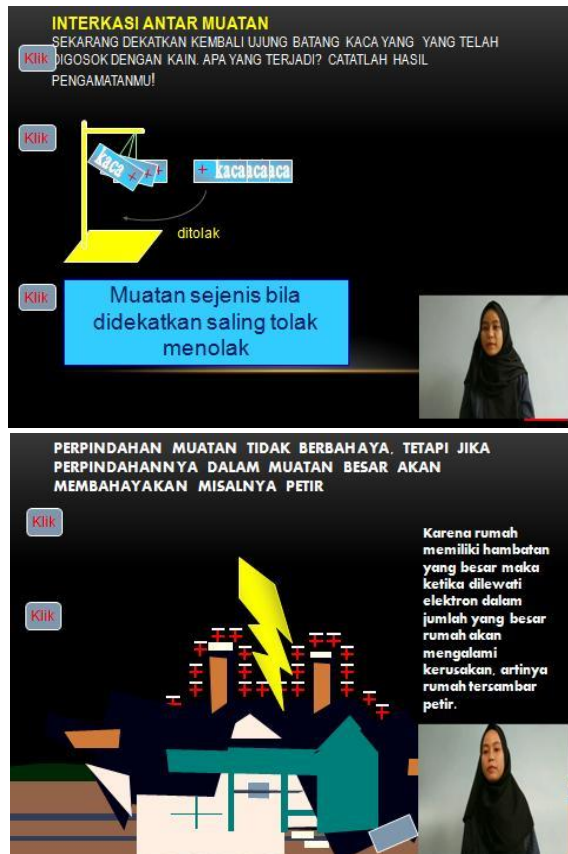 INTERKASI ANTAR MUATAN
SEKARANG DEKATKAN KEMBALI UJUNG BATANG KACA YANG YANG TELAH
Klik DIGOSOK DENGAN KAIN. APA YANG TERJADI? CATATLAH HASIL
PENGAMATANMU!
Klik
kaca + + +
+ kacaacaaca
ditolak
Klik
Muatan sejenis bila
didekatkan saling tolak
menolak
PERPINDAHAN MUATAN TIDAK BERBAHAYA, TETAPI JIKA
PERPINDAHANNYA DALAM MUATAN BESAR AKAN
MEMBAHAYAKAN MISALNYA PETIR
Klik
Klik
Karena rumah
memiliki hambatan
yang besar maka
ketika dilewati
elektron dalam
jumlah yang besar
rumah akan
mengalami
kerusakan, artinya
rumah tersambar
petir.